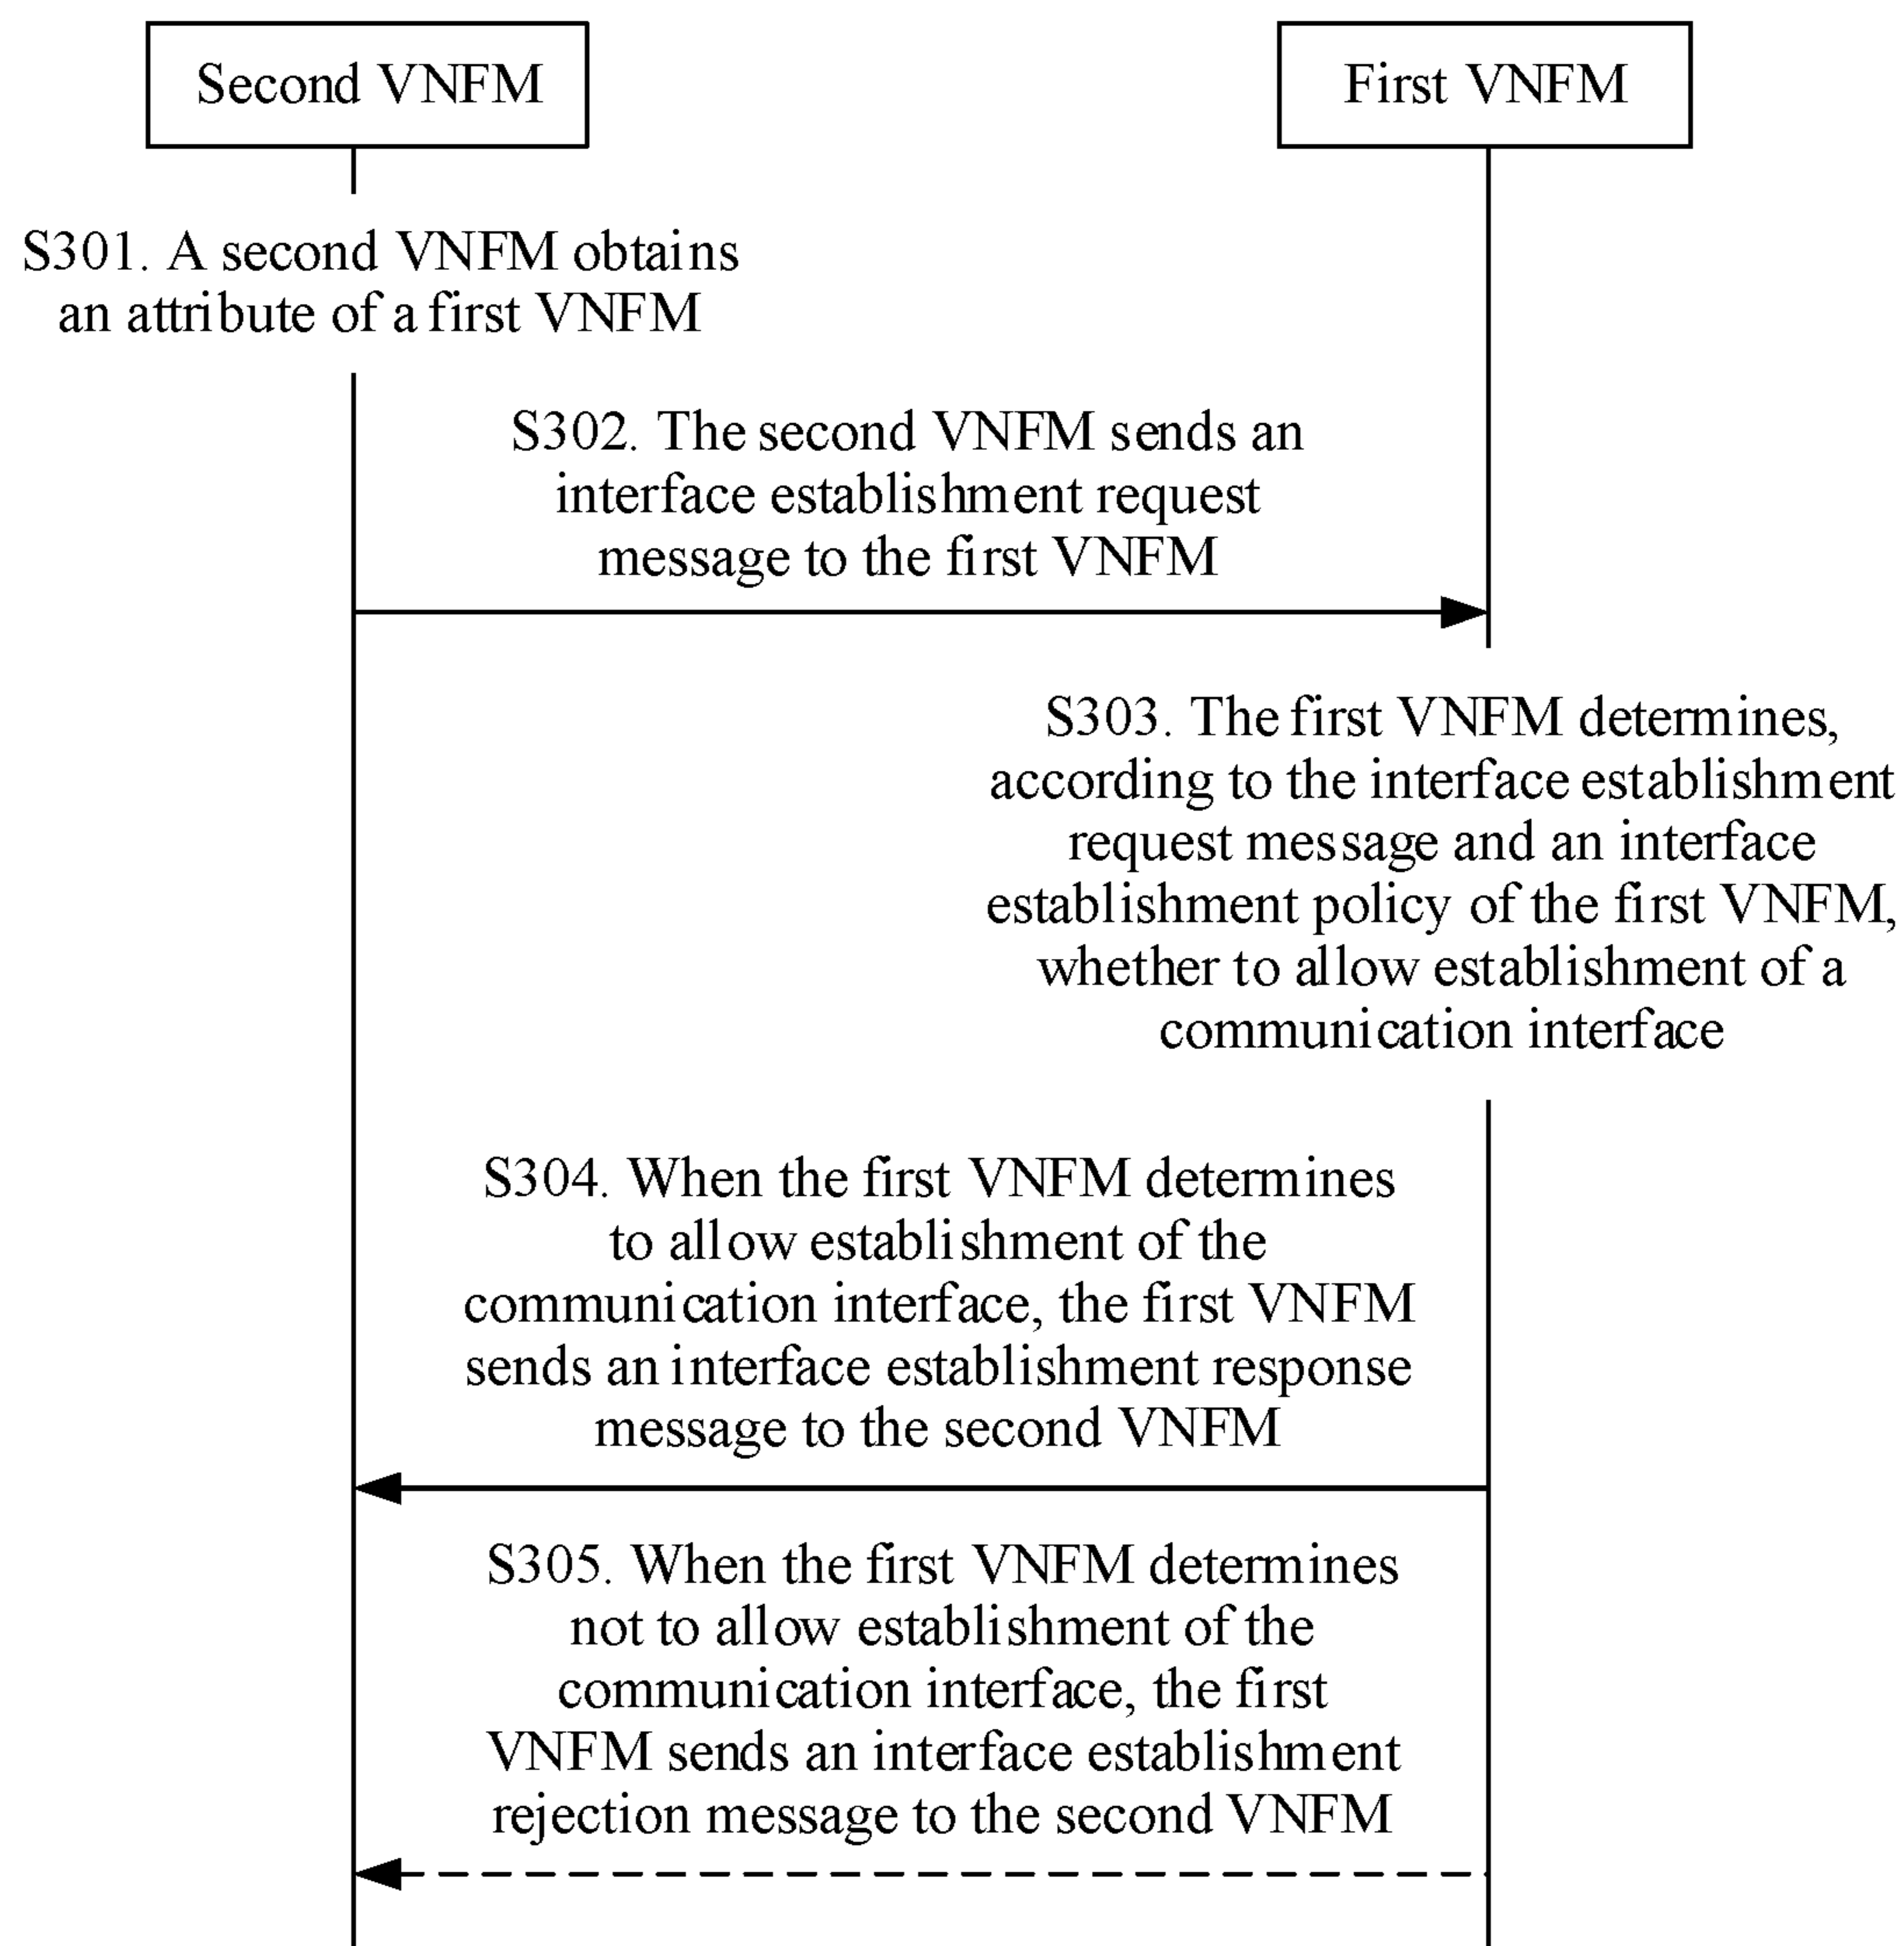 Second VNFM
First VNFM
S301. A second VNFM obtains
an attribute of a first VNFM
S302. The second VNFM sends an
interface establishment request
message to the first VNFM
S303. The first VNFM determines,
according to the interface establishment
request message and an interface
establishment policy of the first VNFM,
whether to allow establishment of a
communication interface
S304. When the first VNFM determines
to allow establishment of the
communication interface, the first VNFM
sends an interface establishment response
message to the second VNFM
S305. When the first VNFM determines
not to allow establishment of the
communication interface, the first
VNFM sends an interface establishment
rejection message to the second VNFM